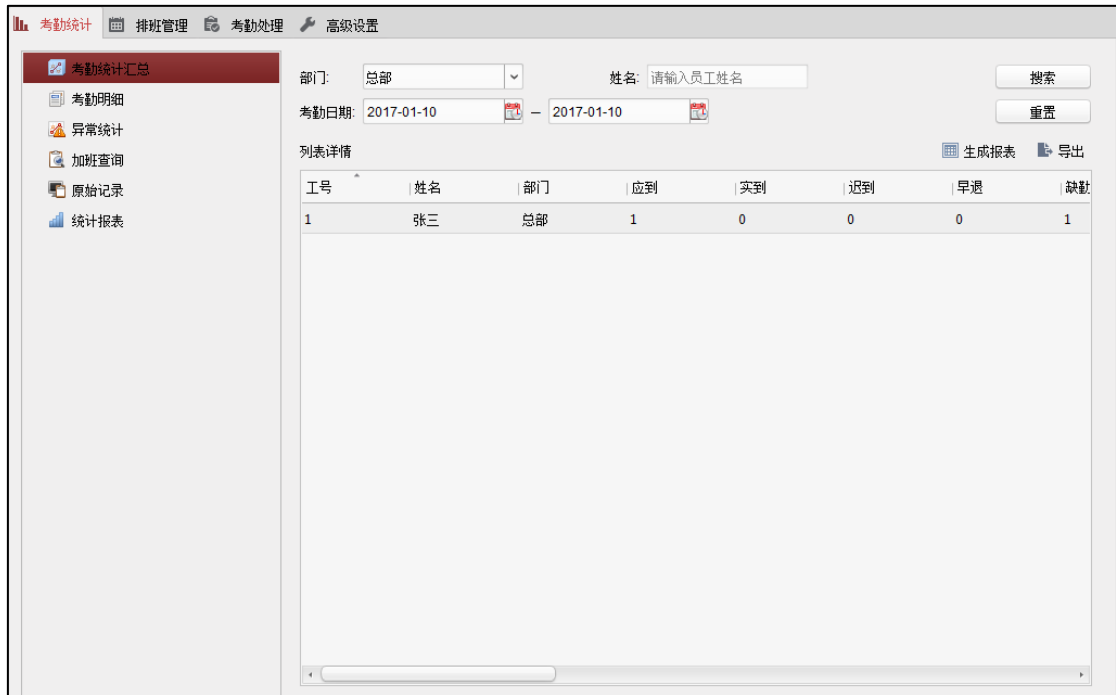 考勤统计 排班管理 考勤处理 高级设置
考勤统计汇总
考勤明细
异常统计
加班查询
原始记录
统计报表
部门: 总部 姓名: 请输入员工姓名 搜索
考勤日期: 2017-01-10 – 2017-01-10 重置
列表详情 生成报表 导出
工号 姓名 部门 应到 实到 迟到 早退 缺勤
1 张三 总部 1 0 0 0 1